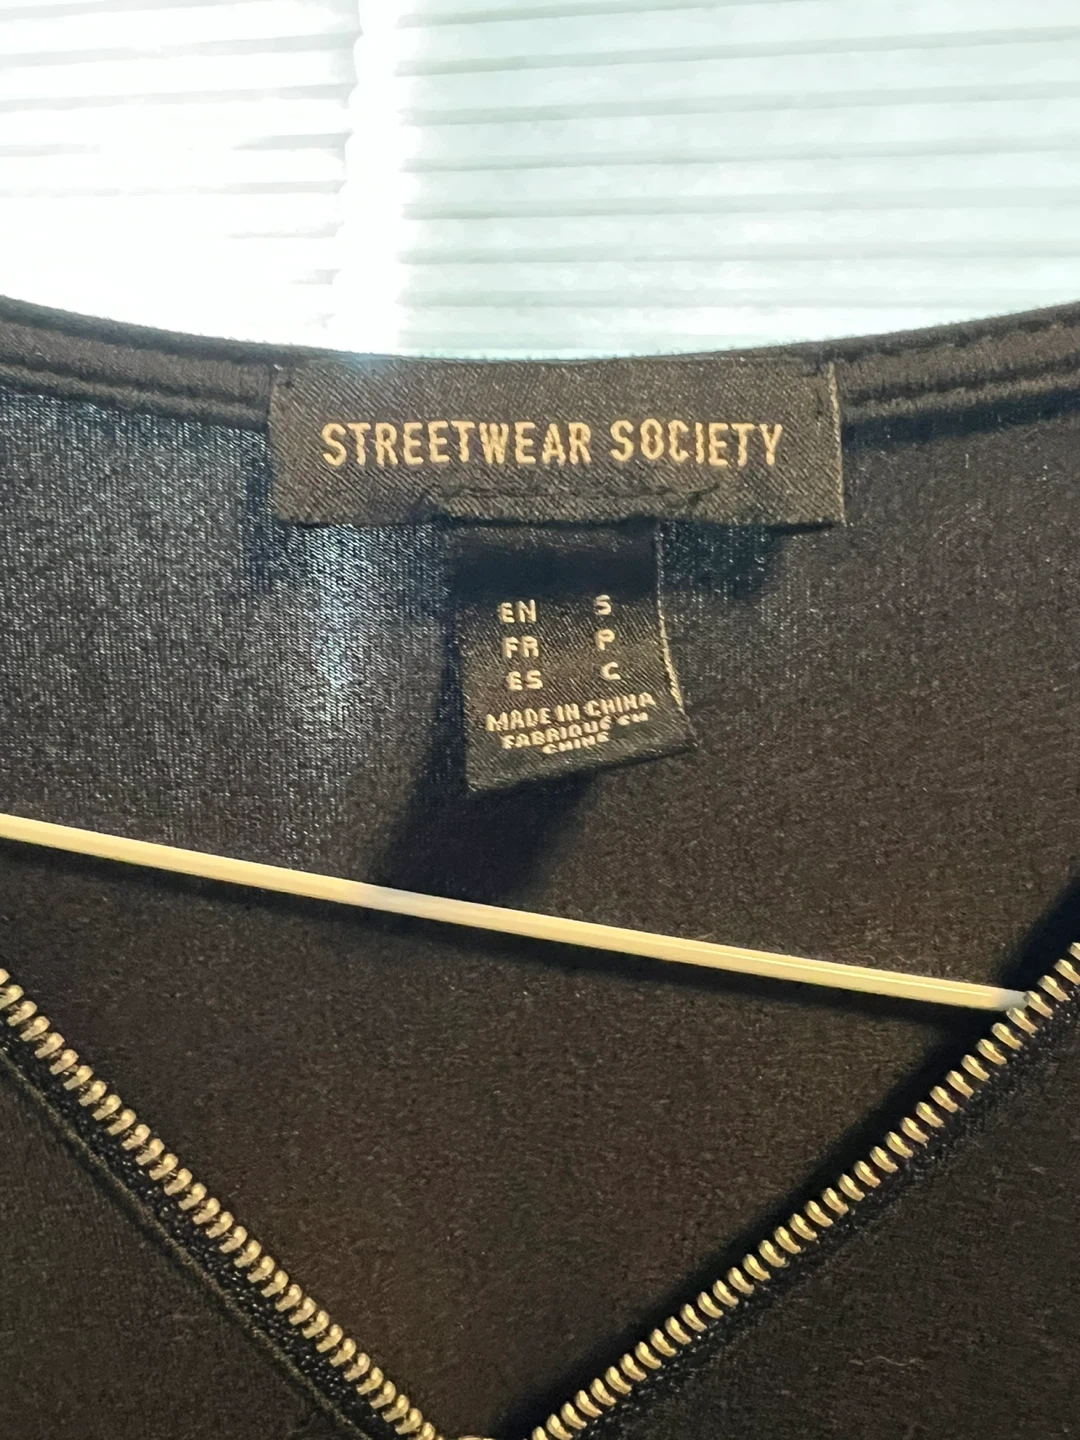 STREETWEAR SOCIETY
EN S
FR P
ES C
MADE IN CHINA
FABRIQUÉ EN
CHINE